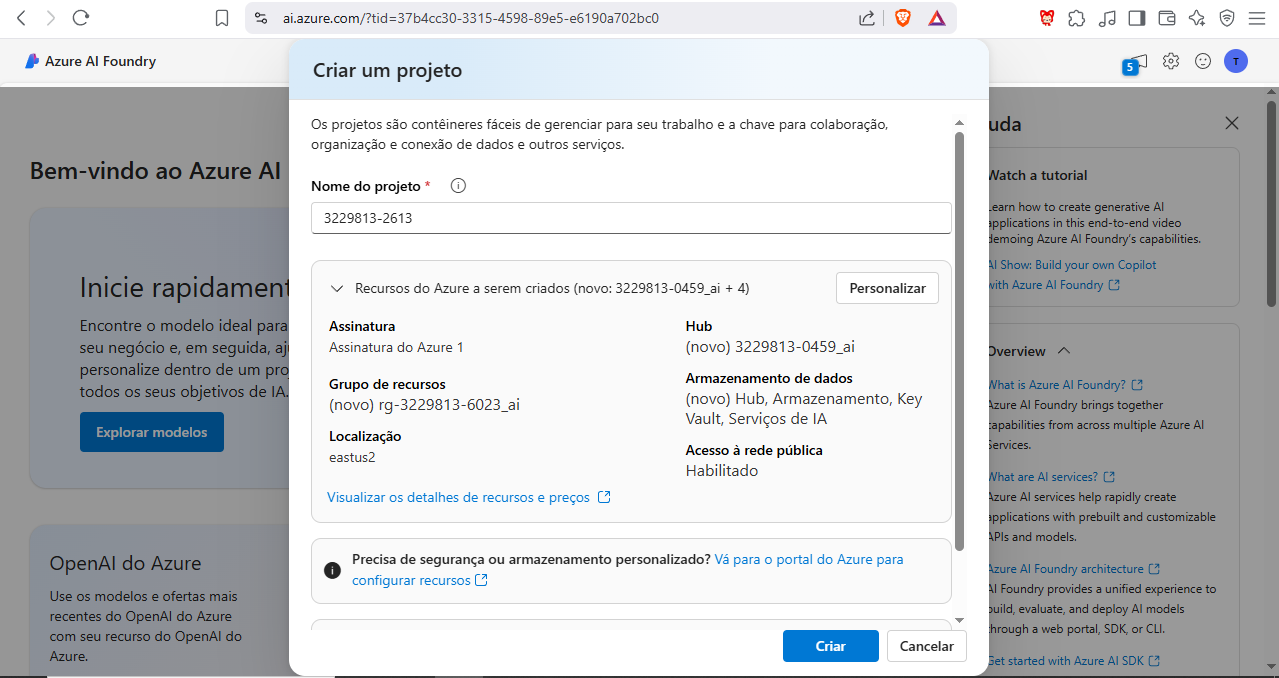 ai.azure.com/?tid=37b4cc30-3315-4598-89e5-e6190a702bc0
Azure AI Foundry
5
T
Criar um projeto
Os projetos são contêineres fáceis de gerenciar para seu trabalho e a chave para colaboração,
organização e conexão de dados e outros serviços.
Nome do projeto *
3229813-2613
Recursos do Azure a serem criados (novo: 3229813-0459_ai + 4)
Personalizar
Assinatura
Assinatura do Azure 1
Grupo de recursos
(novo) rg-3229813-6023_ai
Localização
eastus2
Hub
(novo) 3229813-0459_ai
Armazenamento de dados
(novo) Hub, Armazenamento, Key
Vault, Serviços de IA
Acesso à rede pública
Habilitado
Visualizar os detalhes de recursos e preços
Precisa de segurança ou armazenamento personalizado? Vá para o portal do Azure para
configurar recursos
Criar
Cancelar
Bem-vindo ao Azure AI
Inicie rapidament
Encontre o modelo ideal para
seu negócio e, em seguida, aj
personalize dentro de um pro
todos os seus objetivos de IA.
Explorar modelos
OpenAI do Azure
Use os modelos e ofertas mais
recentes do OpenAI do Azure
com seu recurso do OpenAI do
Azure.
uda
Watch a tutorial
Learn how to create generative AI
applications in this end-to-end video
demoing Azure AI Foundry's capabilities.
AI Show: Build your own Copilot
with Azure AI Foundry
Overview
What is Azure AI Foundry?
Azure AI Foundry brings together
capabilities from across multiple Azure AI
Services.
What are AI services?
Azure AI services help rapidly create
applications with prebuilt and customizable
APIs and models.
Azure AI Foundry architecture
AI Foundry provides a unified experience to
build, evaluate, and deploy AI models
through a web portal, SDK, or CLI.
Get started with Azure AI SDK